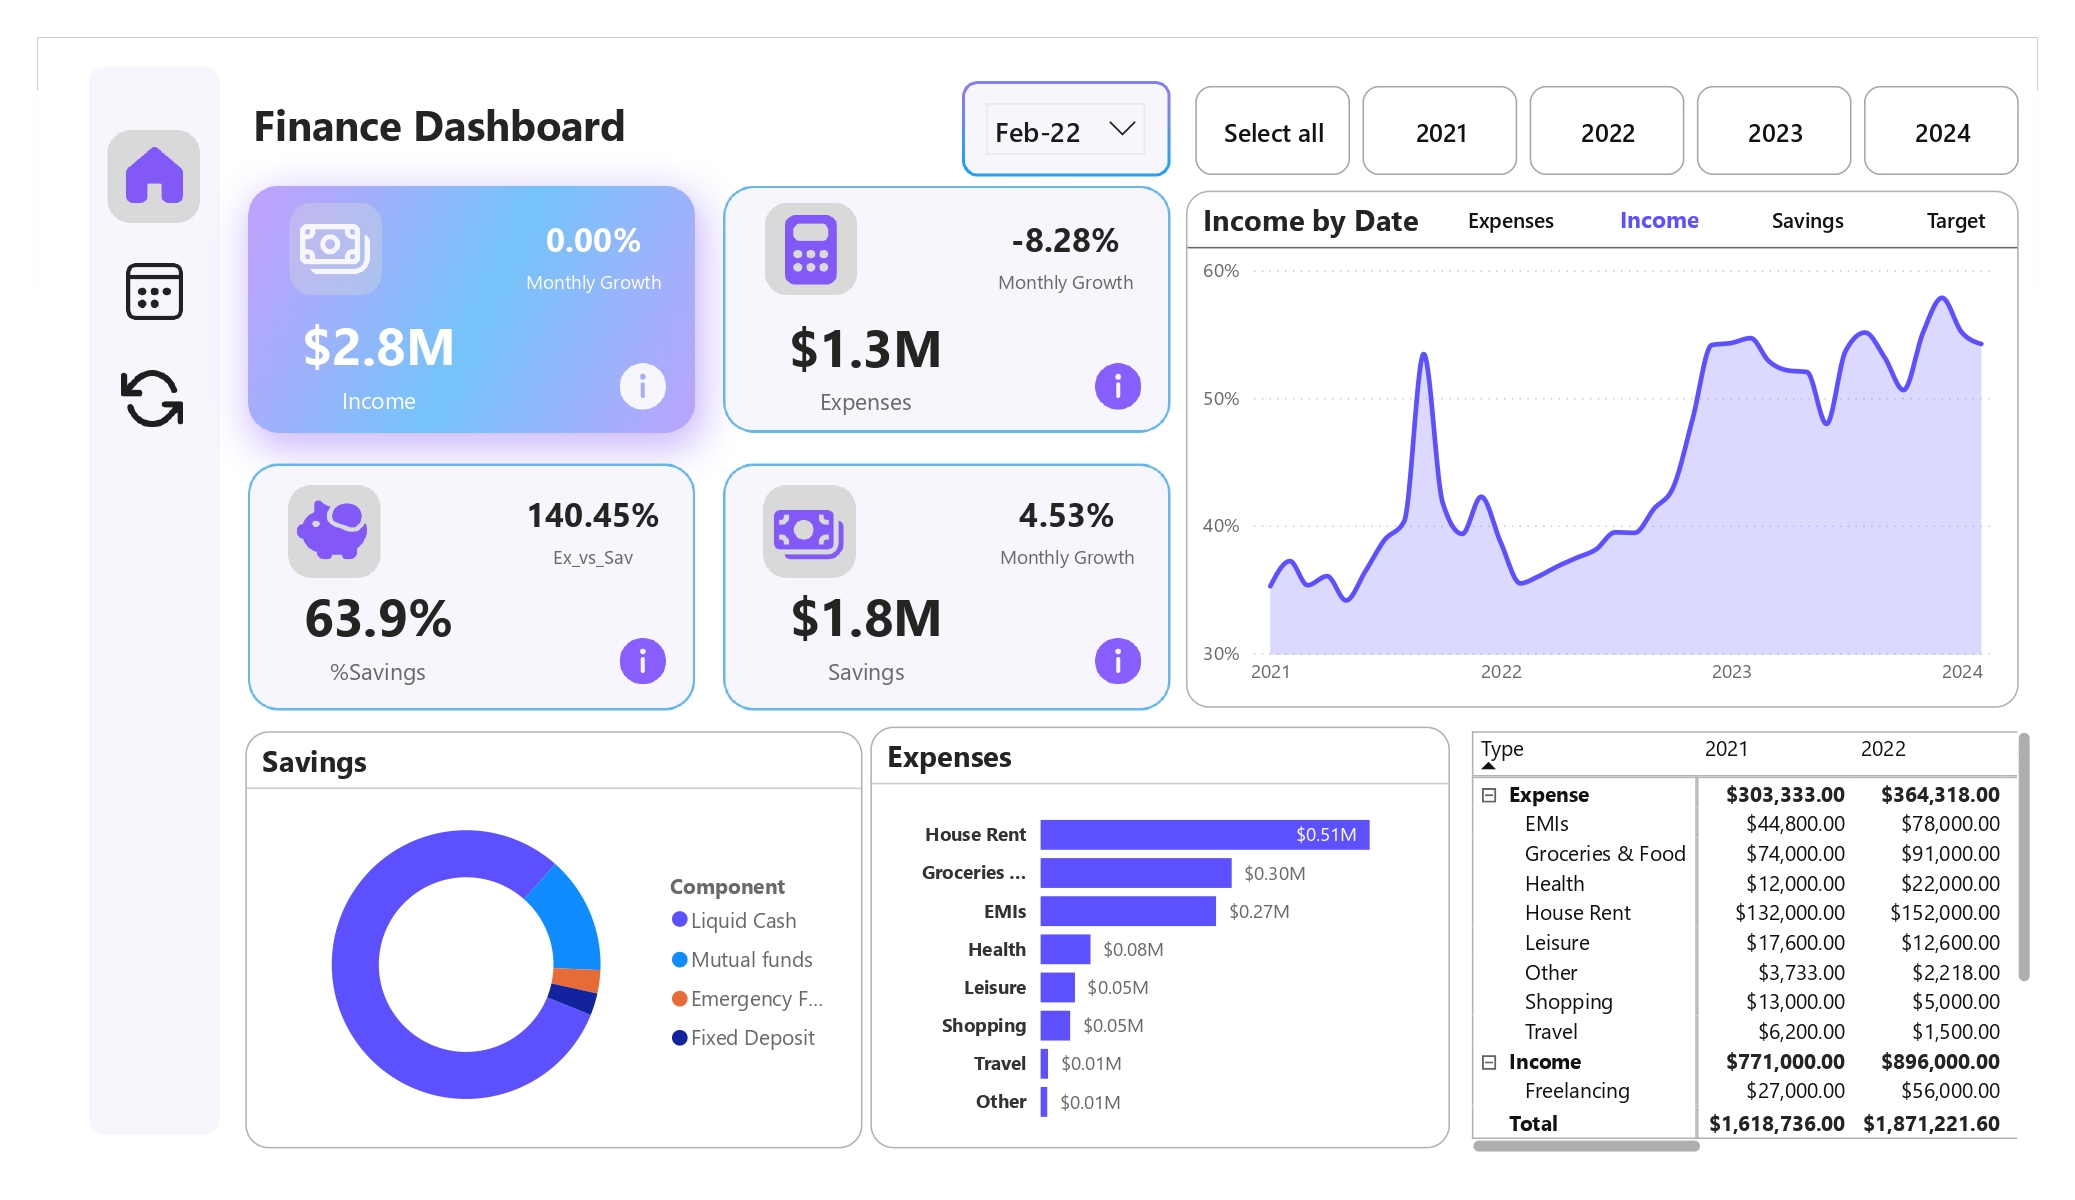 Finance Dashboard
Feb-22
Select all
2021
2022
2023
2024
0.00%
Monthly Growth
$2.8M
Income
-8.28%
Monthly Growth
$1.3M
Expenses
140.45%
Ex_vs_Sav
63.9%
%Savings
4.53%
Monthly Growth
$1.8M
Savings
Income by Date Expenses Income Savings Target
60%
50%
40%
30%
2021 2022 2023 2024
Savings
Component
Liquid Cash
Mutual funds
Emergency F...
Fixed Deposit
Expenses
House Rent $0.51M
Groceries ... $0.30M
EMIs $0.27M
Health $0.08M
Leisure $0.05M
Shopping $0.05M
Travel $0.01M
Other $0.01M
Type 2021 2022
Expense $303,333.00 $364,318.00
EMIs $44,800.00 $78,000.00
Groceries & Food $74,000.00 $91,000.00
Health $12,000.00 $22,000.00
House Rent $132,000.00 $152,000.00
Leisure $17,600.00 $12,600.00
Other $3,733.00 $2,218.00
Shopping $13,000.00 $5,000.00
Travel $6,200.00 $1,500.00
Income $771,000.00 $896,000.00
Freelancing $27,000.00 $56,000.00
Total $1,618,736.00 $1,871,221.60